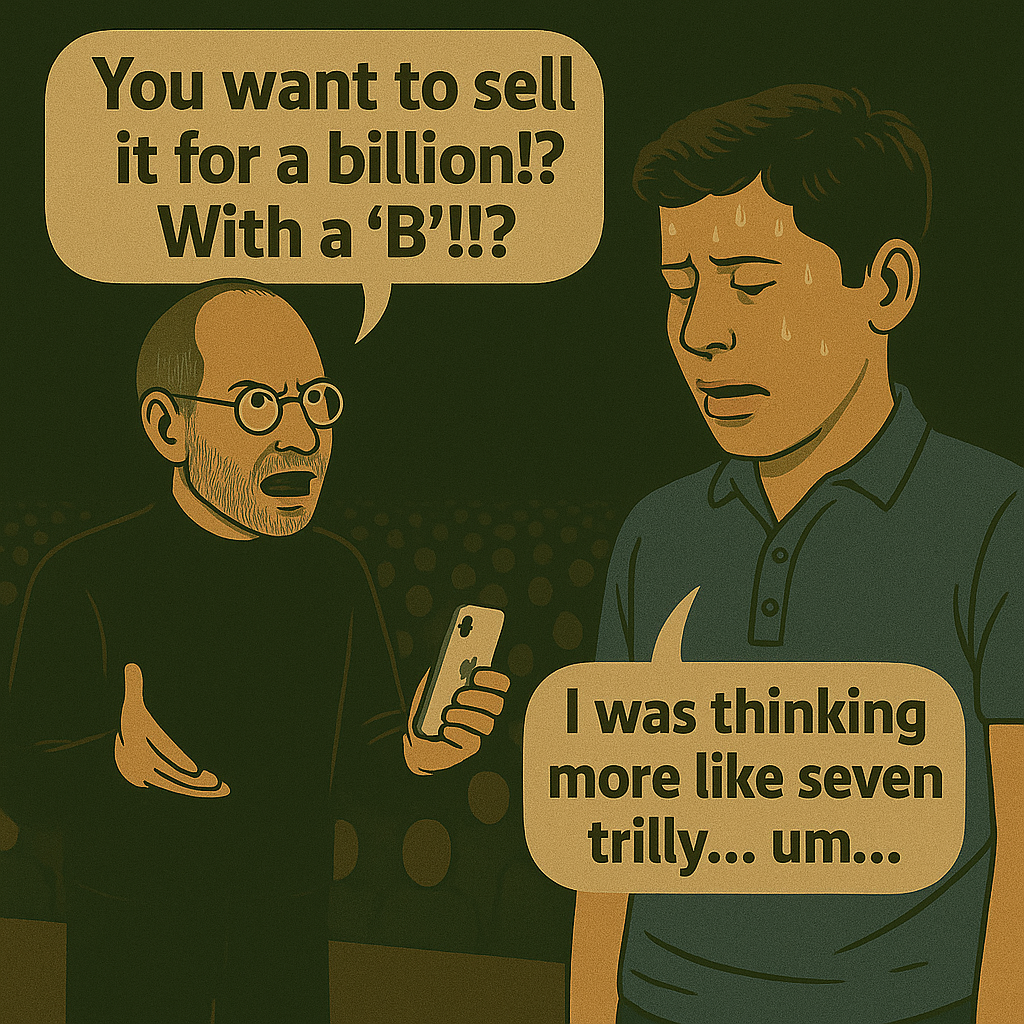 You want to sell
it for a billion!?
With a ‘B’!!!?
I was thinking
more like seven
trilly... um...